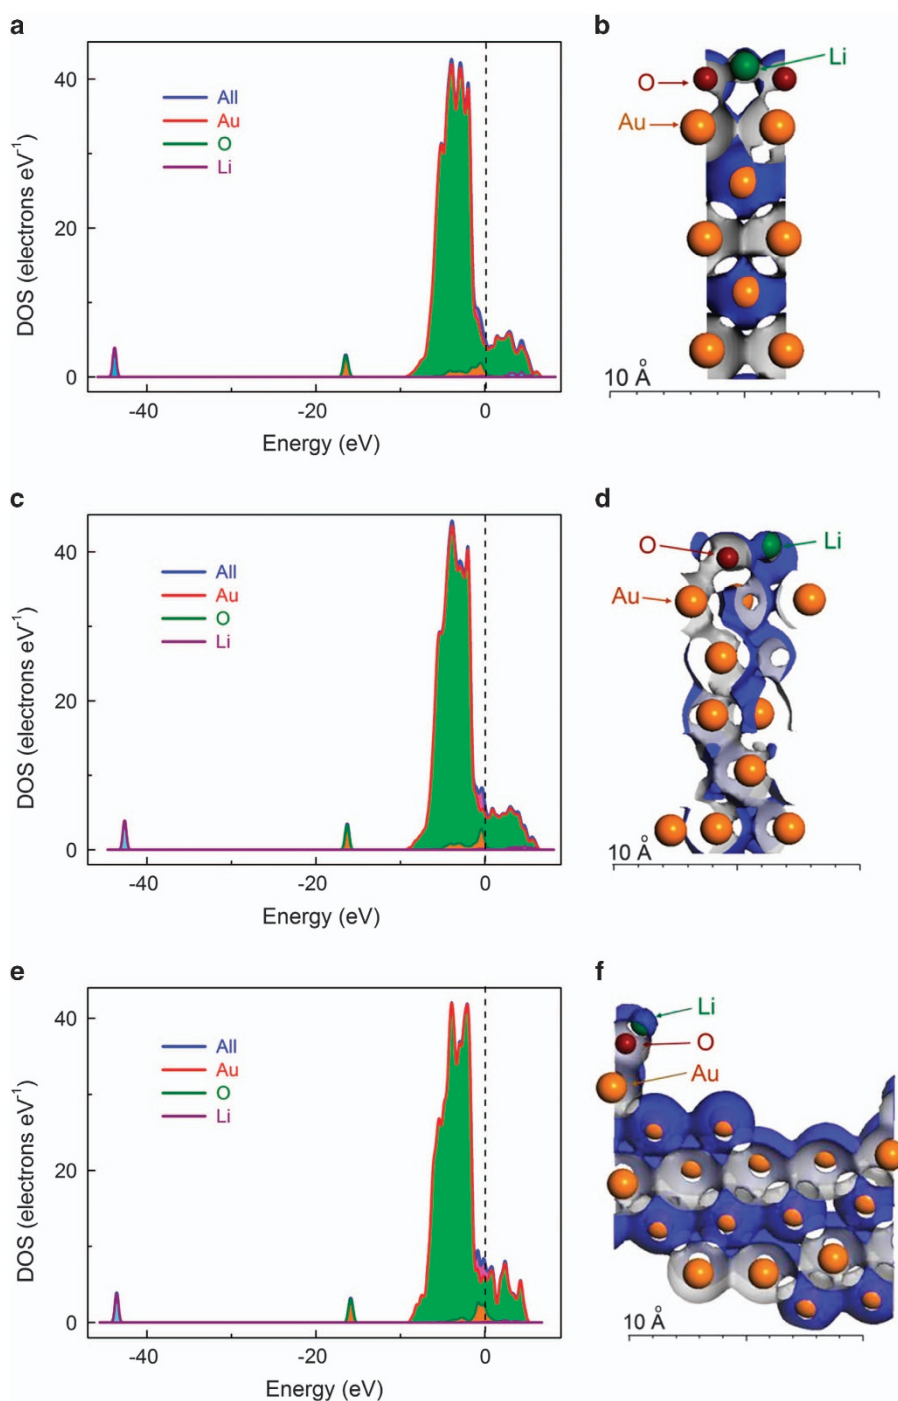 a
40
20
0
-40
-20
0
DOS (electrons eV⁻¹)
Energy (eV)
All
Au
O
Li
b
Li
O
Au
10 Å
c
40
20
0
-40
-20
0
DOS (electrons eV⁻¹)
Energy (eV)
All
Au
O
Li
d
O
Li
Au
10 Å
e
40
20
0
-40
-20
0
DOS (electrons eV⁻¹)
Energy (eV)
All
Au
O
Li
f
Li
O
Au
10 Å